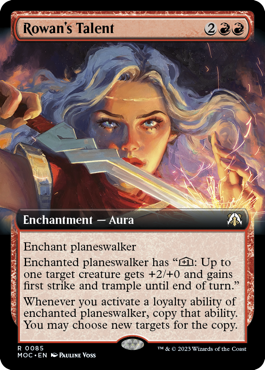 Rowan's Talent 2
Enchantment — Aura
Enchant planeswalker
Enchanted planeswalker has “+1: Up to
one target creature gets +2/+0 and gains
first strike and trample until end of turn.”
Whenever you activate a loyalty ability of
enchanted planeswalker, copy that ability.
You may choose new targets for the copy.
R 0085
MOC • EN PAULINE VOSS
™ & © 2023 Wizards of the Coast